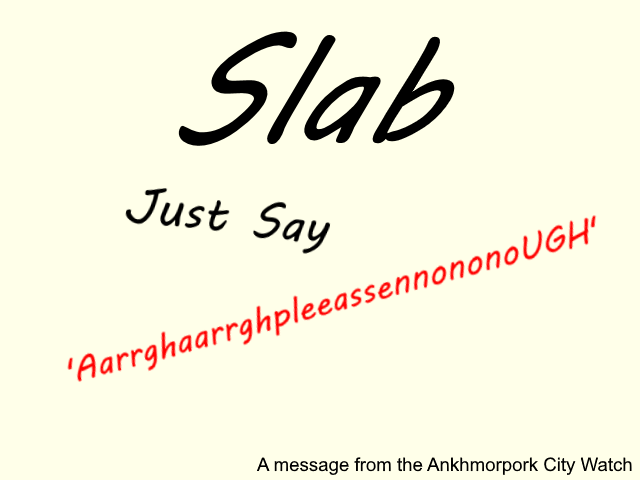 Slab
Just Say
'AarrghaarrghpleeassennononoUGH'
A message from the Ankhmorpork City Watch